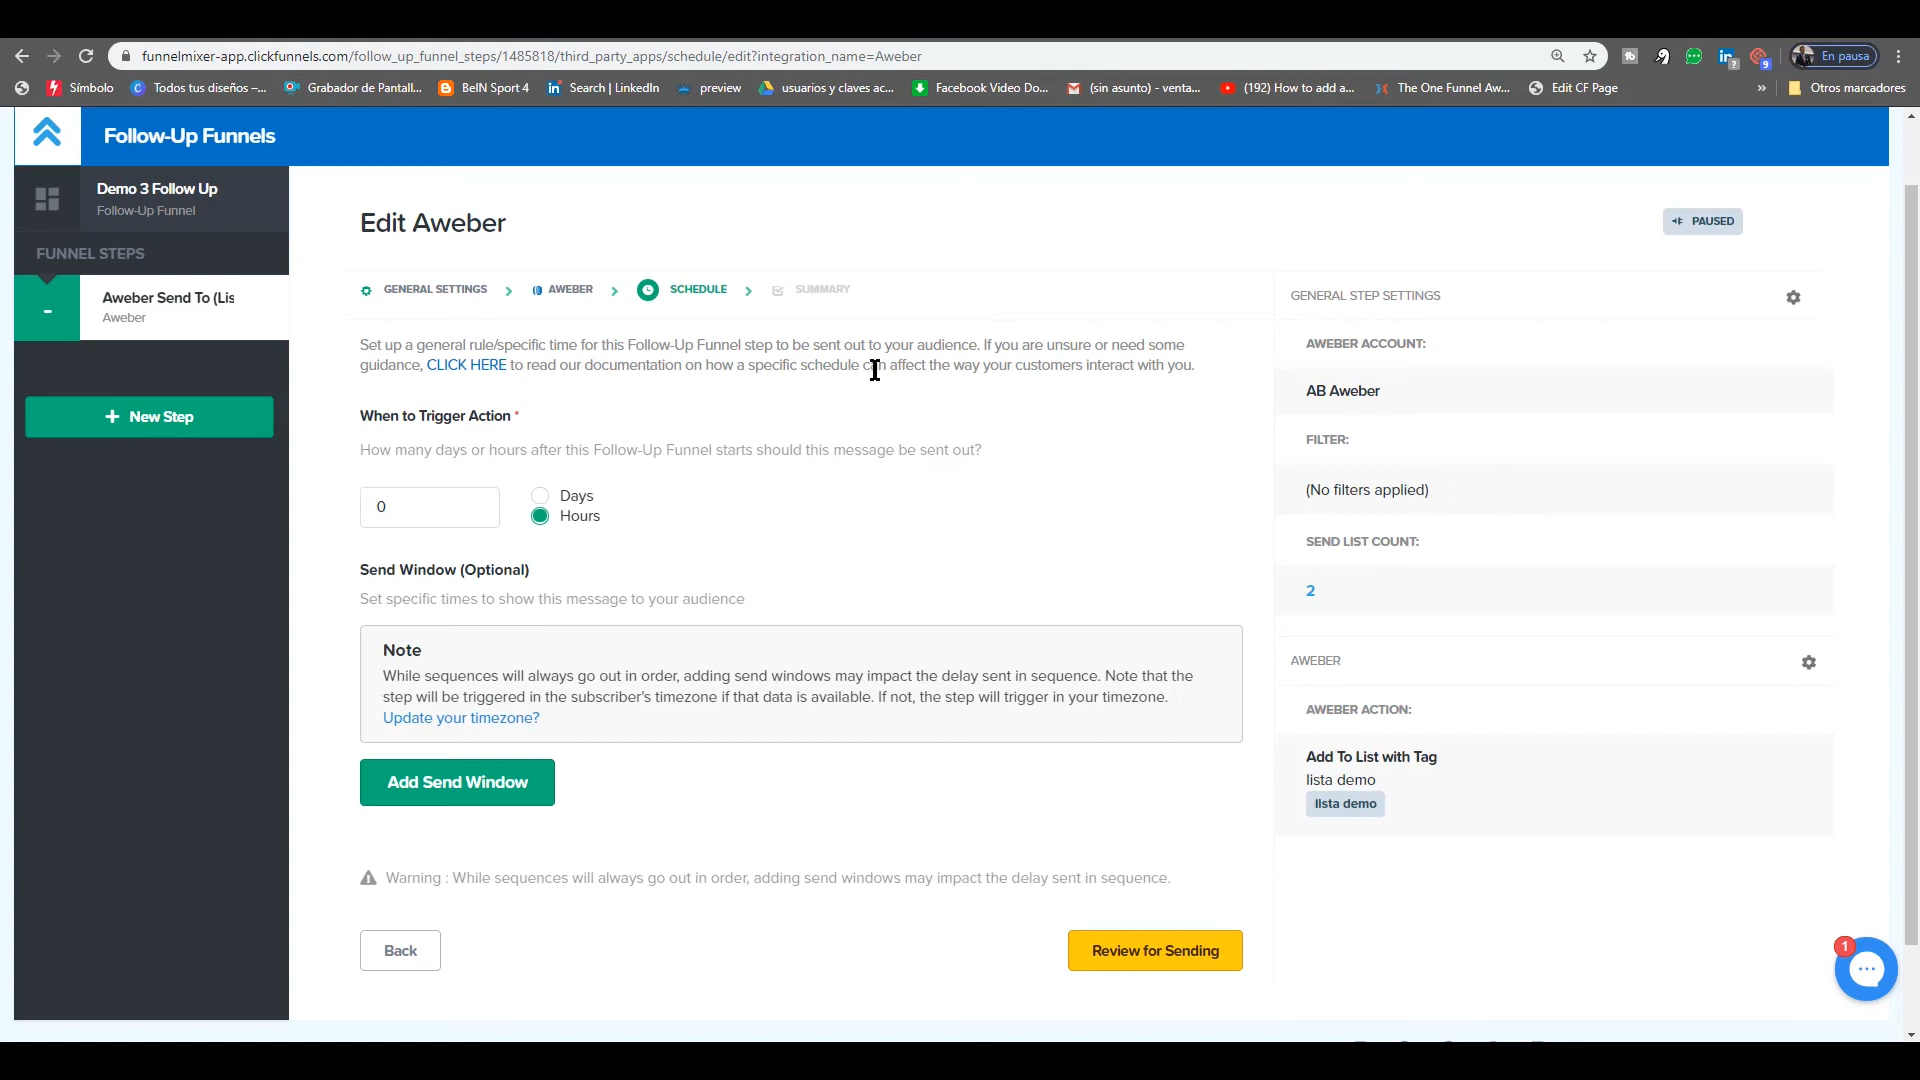 funnelmixer-app.clickfunnels.com/follow_up_funnel_steps/1485818/third_party_apps/schedule/edit?integration_name=Aweber
En pausa
Símbolo
Todos tus diseños –...
Grabador de Pantall...
BeIN Sport 4
Search | LinkedIn
preview
usuarios y claves ac...
Facebook Video Do...
(sin asunto) - venta...
(192) How to add a...
The One Funnel Aw...
Edit CF Page
»
Otros marcadores
Follow-Up Funnels
Demo 3 Follow Up
Follow-Up Funnel
FUNNEL STEPS
Aweber Send To (Lis
Aweber
+ New Step
Edit Aweber
PAUSED
GENERAL SETTINGS
AWEBER
SCHEDULE
SUMMARY
Set up a general rule/specific time for this Follow-Up Funnel step to be sent out to your audience. If you are unsure or need some
guidance, CLICK HERE to read our documentation on how a specific schedule can affect the way your customers interact with you.
When to Trigger Action *
How many days or hours after this Follow-Up Funnel starts should this message be sent out?
0
Days
Hours
Send Window (Optional)
Set specific times to show this message to your audience
Note
While sequences will always go out in order, adding send windows may impact the delay sent in sequence. Note that the
step will be triggered in the subscriber's timezone if that data is available. If not, the step will trigger in your timezone.
Update your timezone?
Add Send Window
Warning : While sequences will always go out in order, adding send windows may impact the delay sent in sequence.
Back
Review for Sending
GENERAL STEP SETTINGS
AWEBER ACCOUNT:
AB Aweber
FILTER:
(No filters applied)
SEND LIST COUNT:
2
AWEBER
AWEBER ACTION:
Add To List with Tag
lista demo
lista demo
1